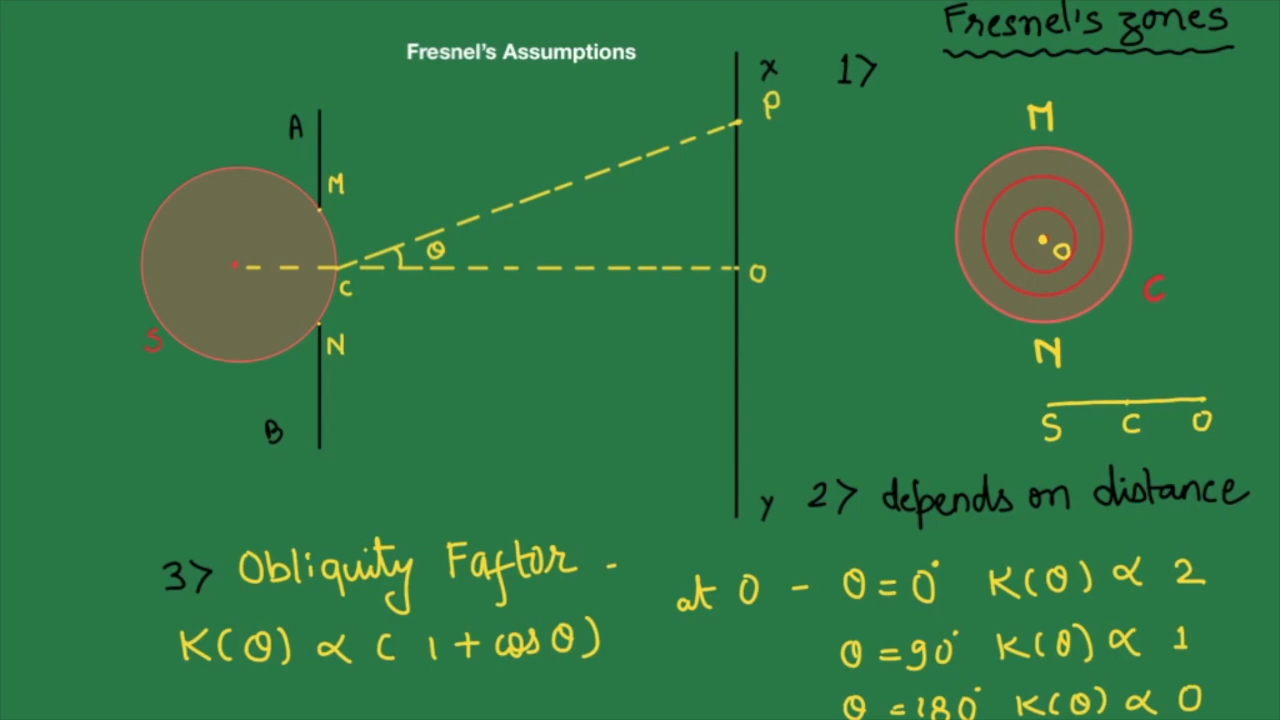 Fresnel's Assumptions
Fresnel's zones
A
M
θ
C
N
S
B
x
P
O
y
1>
M
O
C
N
S C O
2> depends on distance
3> Obliquity Faftor -
K(θ) ∝ ( 1 + cos θ)
at O - θ = 0° K(θ) ∝ 2
θ = 90° K(θ) ∝ 1
θ = 180° K(θ) ∝ 0